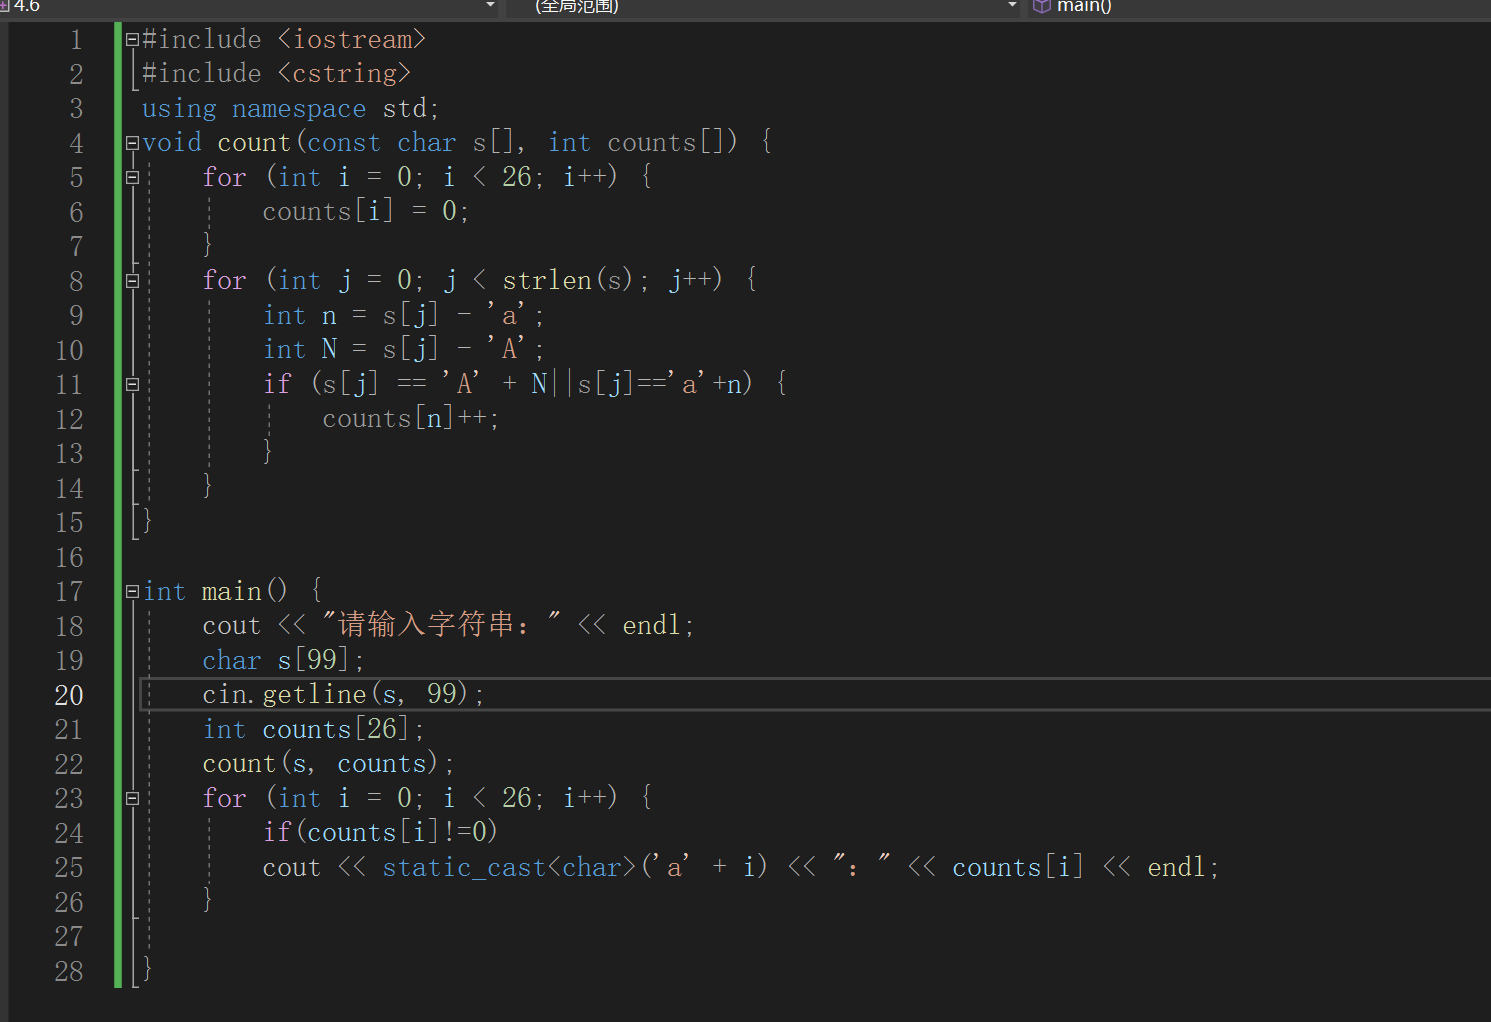 4.6 (全局范围) main()
1 #include <iostream>
2 #include <cstring>
3 using namespace std;
4 void count(const char s[], int counts[]) {
5 for (int i = 0; i < 26; i++) {
6 counts[i] = 0;
7 }
8 for (int j = 0; j < strlen(s); j++) {
9 int n = s[j] - 'a';
10 int N = s[j] - 'A';
11 if (s[j] == 'A' + N||s[j]=='a'+n) {
12 counts[n]++;
13 }
14 }
15 }
16
17 int main() {
18 cout << "请输入字符串：" << endl;
19 char s[99];
20 cin.getline(s, 99);
21 int counts[26];
22 count(s, counts);
23 for (int i = 0; i < 26; i++) {
24 if(counts[i]!=0)
25 cout << static_cast<char>('a' + i) << "：" << counts[i] << endl;
26 }
27
28 }